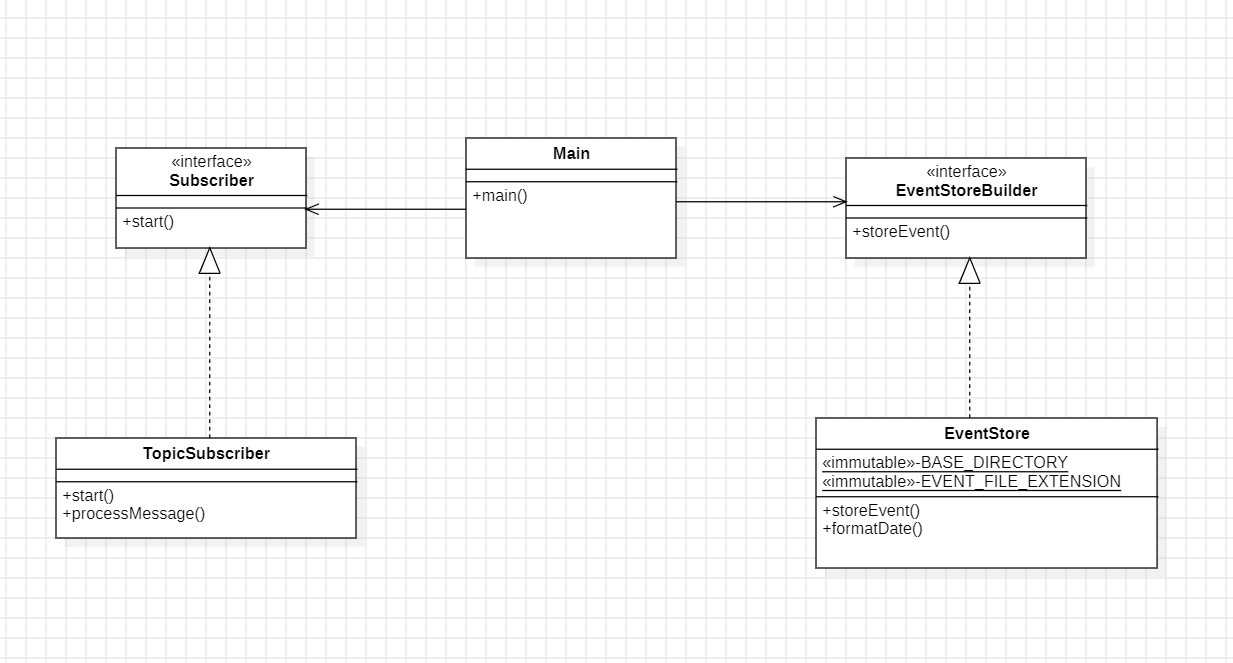 «interface»
Subscriber
+start()
Main
+main()
«interface»
EventStoreBuilder
+storeEvent()
TopicSubscriber
+start()
+processMessage()
EventStore
«immutable»-BASE_DIRECTORY
«immutable»-EVENT_FILE_EXTENSION
+storeEvent()
+formatDate()